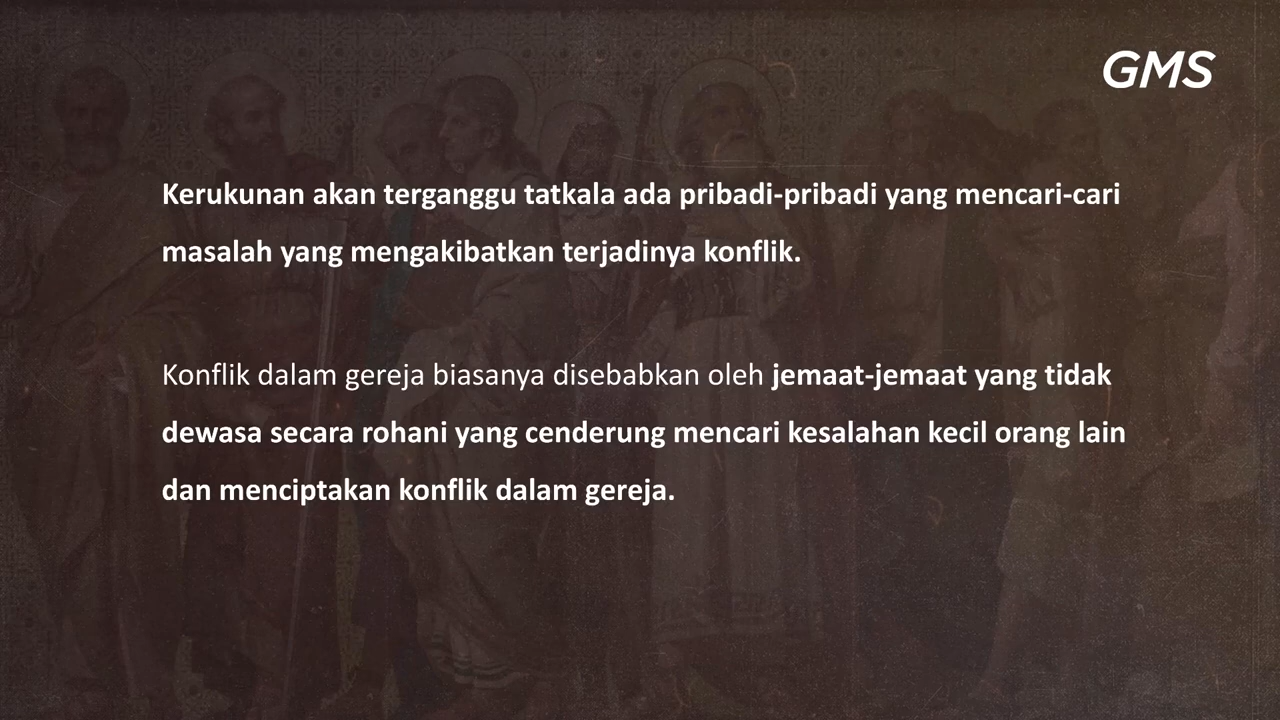 GMS
Kerukunan akan terganggu tatkala ada pribadi-pribadi yang mencari-cari
masalah yang mengakibatkan terjadinya konflik.
Konflik dalam gereja biasanya disebabkan oleh jemaat-jemaat yang tidak
dewasa secara rohani yang cenderung mencari kesalahan kecil orang lain
dan menciptakan konflik dalam gereja.